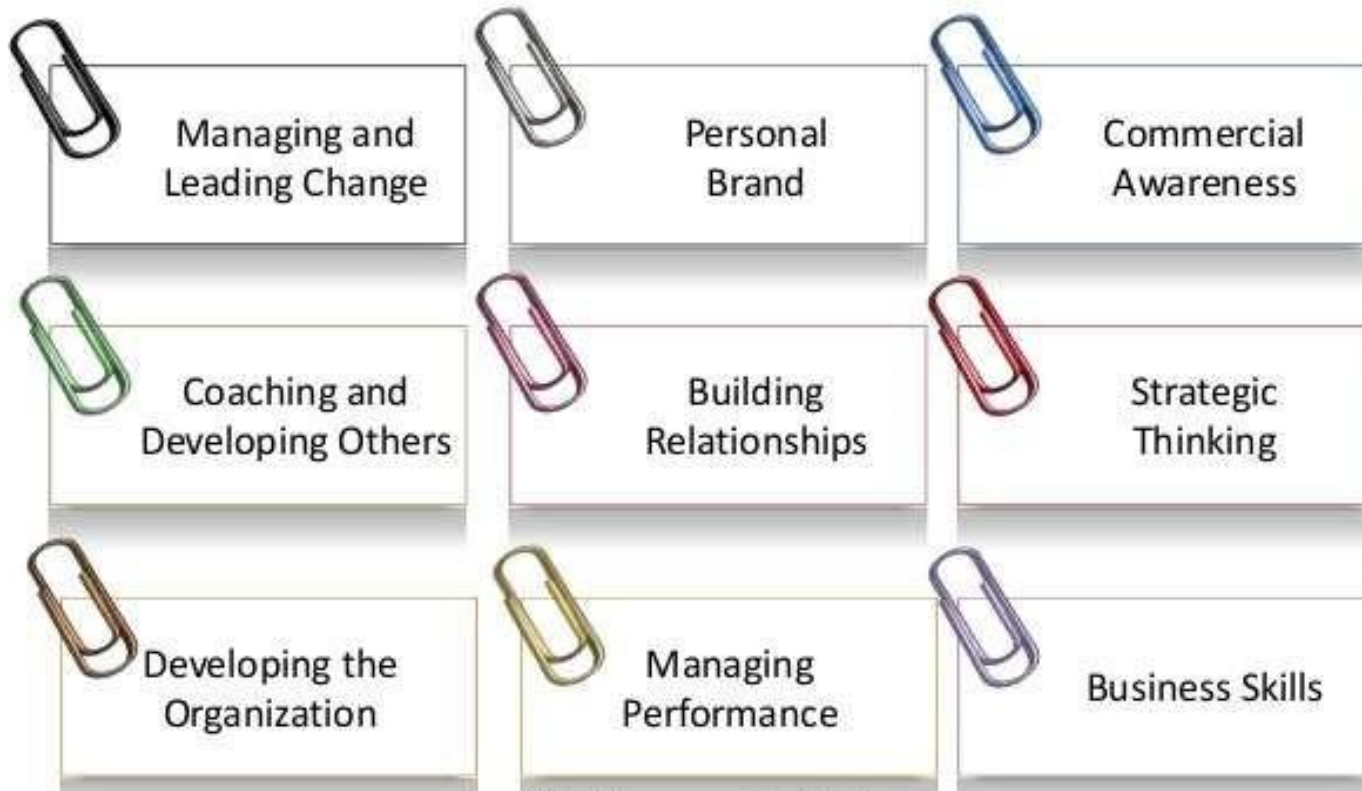 Managing and
Leading Change
Personal
Brand
Commercial
Awareness
Coaching and
Developing Others
Building
Relationships
Strategic
Thinking
Developing the
Organization
Managing
Performance
Business Skills